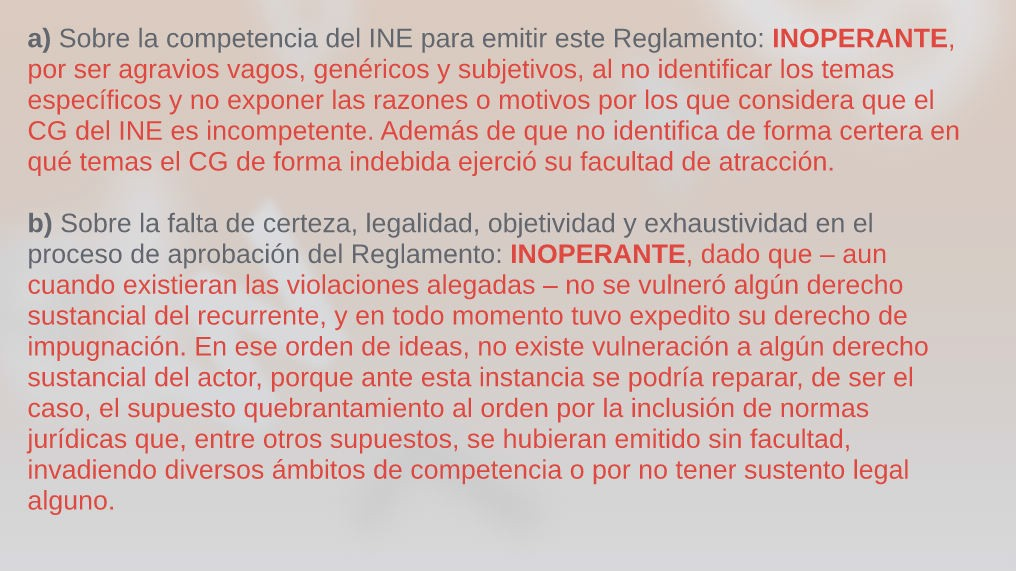 a) Sobre la competencia del INE para emitir este Reglamento: INOPERANTE,
por ser agravios vagos, genéricos y subjetivos, al no identificar los temas
específicos y no exponer las razones o motivos por los que considera que el
CG del INE es incompetente. Además de que no identifica de forma certera en
qué temas el CG de forma indebida ejerció su facultad de atracción.
b) Sobre la falta de certeza, legalidad, objetividad y exhaustividad en el
proceso de aprobación del Reglamento: INOPERANTE, dado que – aun
cuando existieran las violaciones alegadas – no se vulneró algún derecho
sustancial del recurrente, y en todo momento tuvo expedito su derecho de
impugnación. En ese orden de ideas, no existe vulneración a algún derecho
sustancial del actor, porque ante esta instancia se podría reparar, de ser el
caso, el supuesto quebrantamiento al orden por la inclusión de normas
jurídicas que, entre otros supuestos, se hubieran emitido sin facultad,
invadiendo diversos ámbitos de competencia o por no tener sustento legal
alguno.